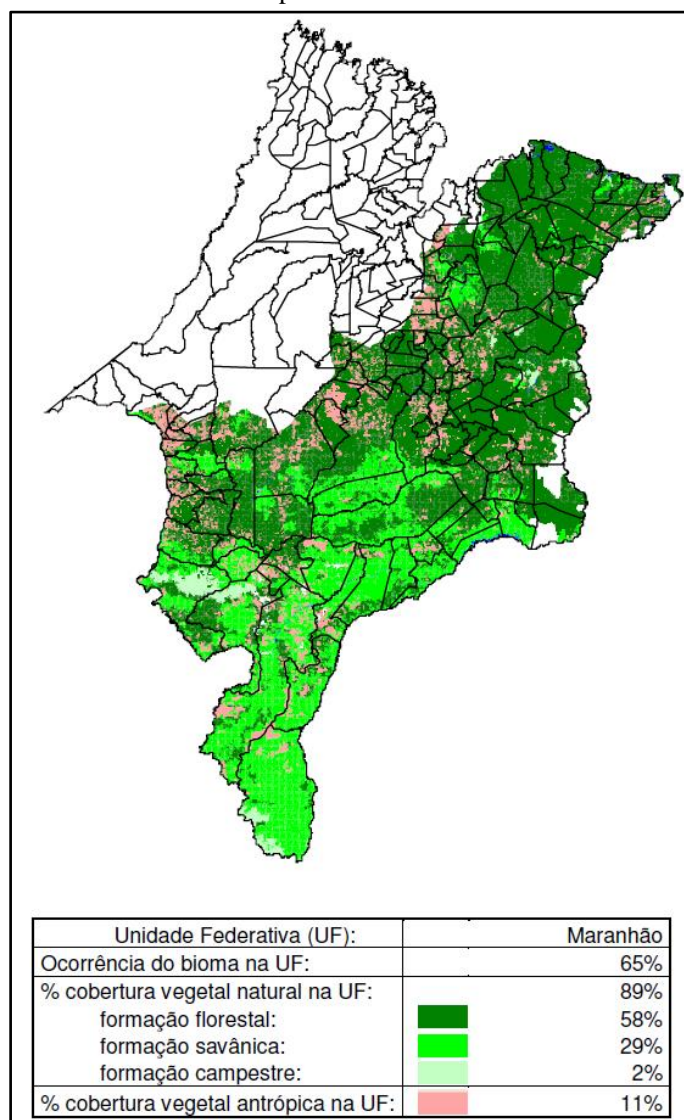 Unidade Federativa (UF): Maranhão
Ocorrência do bioma na UF: 65%
% cobertura vegetal natural na UF: 89%
formação florestal: 58%
formação savânica: 29%
formação campestre: 2%
% cobertura vegetal antrópica na UF: 11%